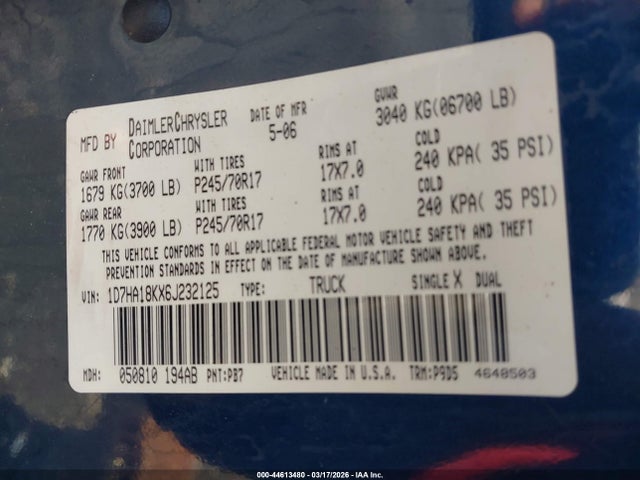 MFD BY DAIMLERCHRYSLER CORPORATION DATE OF MFR 5-06 GVWR 3040 KG(06700 LB)
GAWR FRONT WITH TIRES RIMS AT COLD
1679 KG(3700 LB) P245/70R17 17X7.0 240 KPA( 35 PSI)
GAWR REAR WITH TIRES RIMS AT COLD
1770 KG(3900 LB) P245/70R17 17X7.0 240 KPA( 35 PSI)
THIS VEHICLE CONFORMS TO ALL APPLICABLE FEDERAL MOTOR VEHICLE SAFETY AND THEFT
PREVENTION STANDARDS IN EFFECT ON THE DATE OF MANUFACTURE SHOWN ABOVE.
VIN: 1D7HA18KX6J232125 TYPE: TRUCK SINGLE X DUAL
MDH: 050810 194AB PNT:PB7 VEHICLE MADE IN U.S.A. TRM:P9D5 4648503
000-44613480 - 03/17/2026 - IAA Inc.